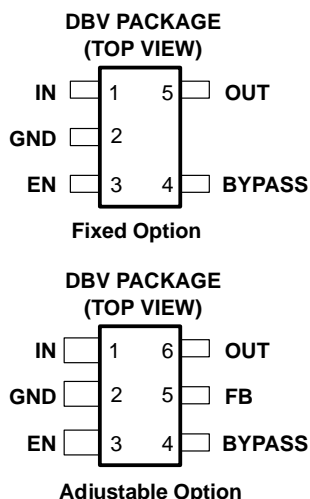 DBV PACKAGE
(TOP VIEW)
IN 1 5 OUT
GND 2
EN 3 4 BYPASS
Fixed Option
DBV PACKAGE
(TOP VIEW)
IN 1 6 OUT
GND 2 5 FB
EN 3 4 BYPASS
Adjustable Option